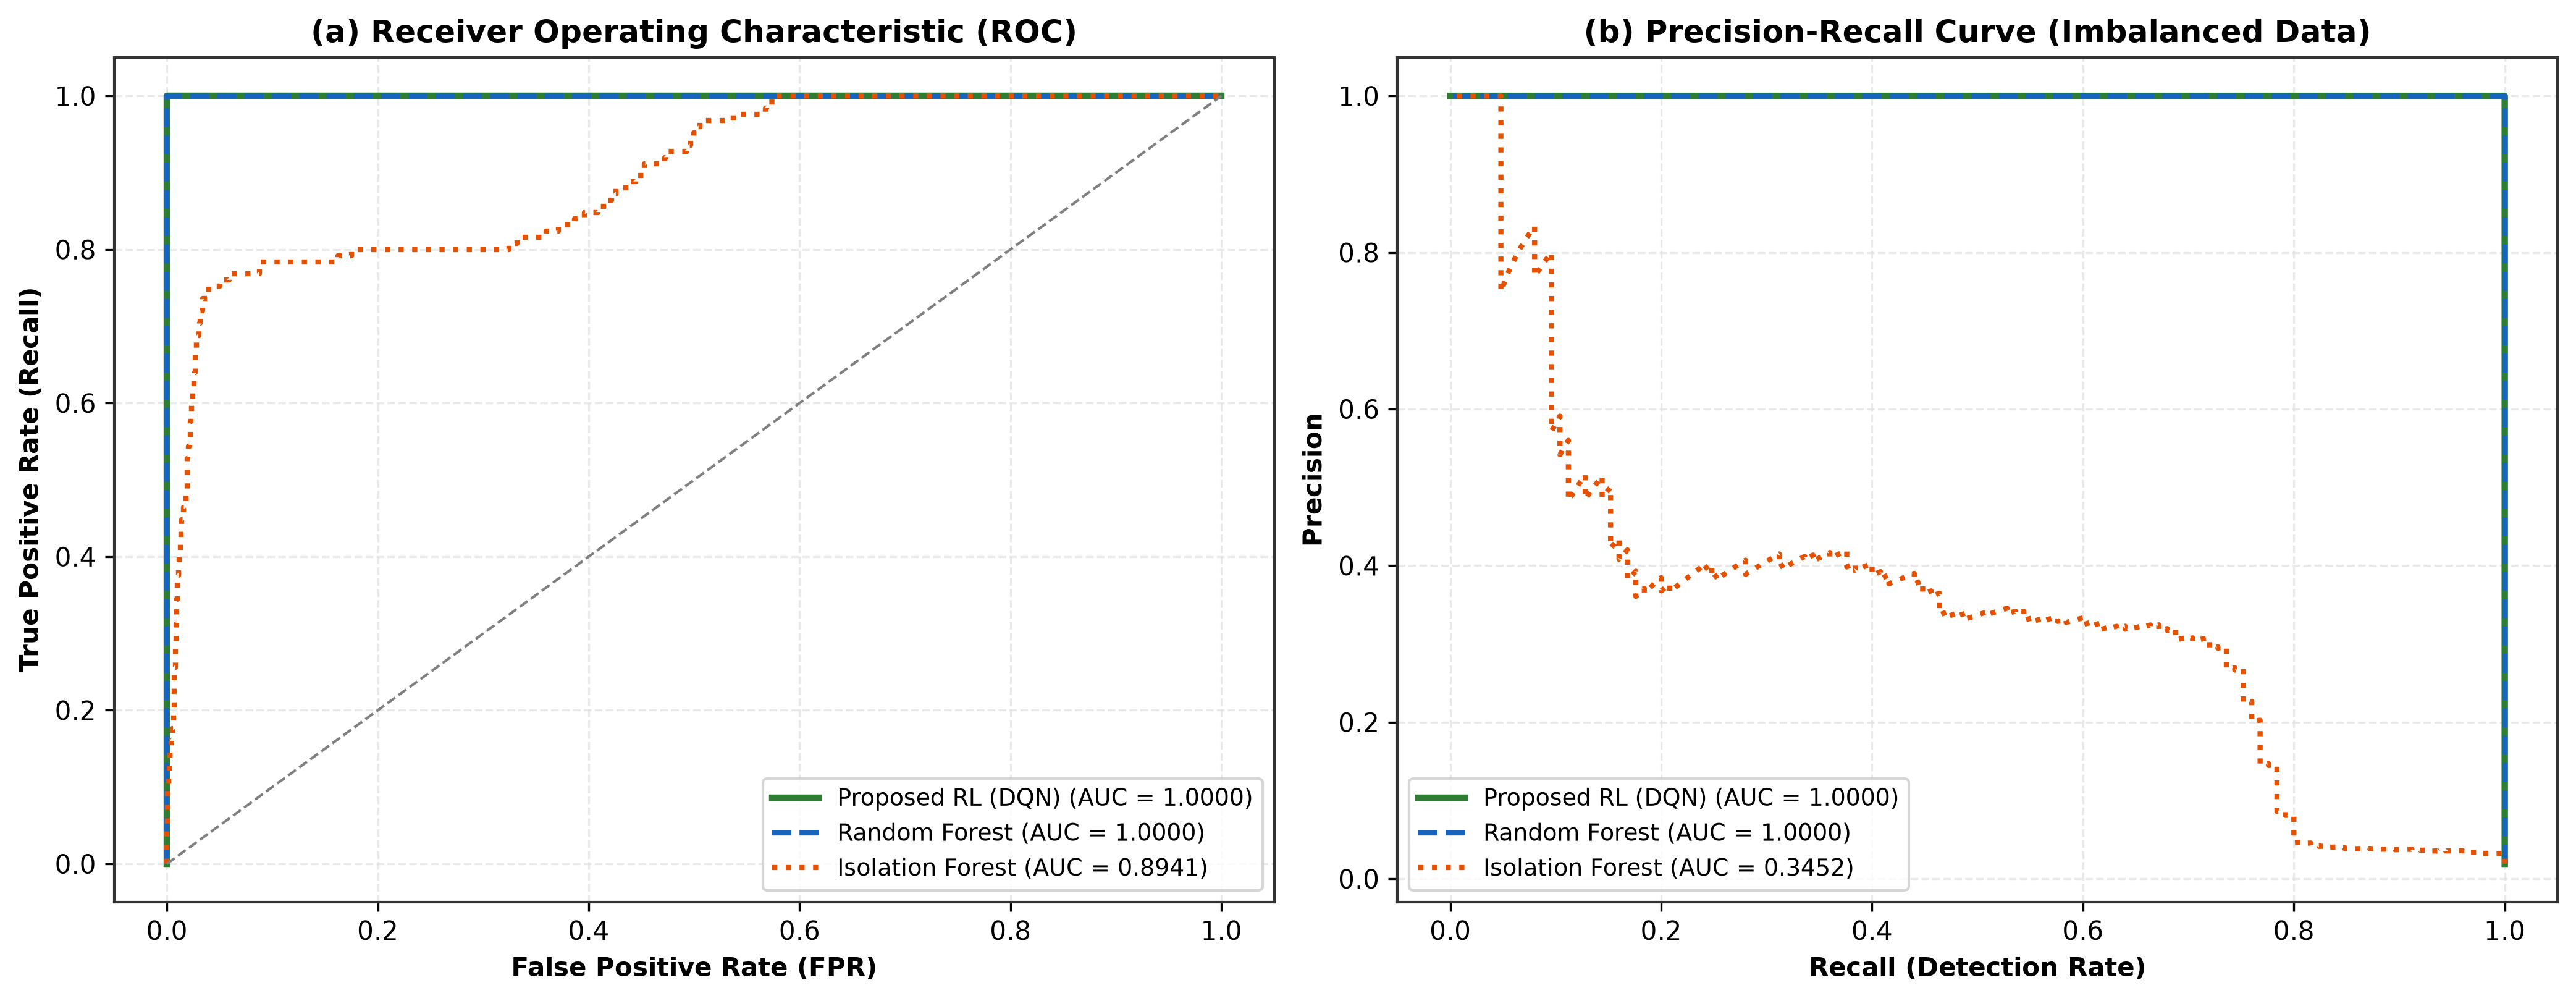 (a) Receiver Operating Characteristic (ROC)
True Positive Rate (Recall)
1.0
0.8
0.6
0.4
0.2
0.0
0.0 0.2 0.4 0.6 0.8 1.0
False Positive Rate (FPR)
Proposed RL (DQN) (AUC = 1.0000)
Random Forest (AUC = 1.0000)
Isolation Forest (AUC = 0.8941)
(b) Precision-Recall Curve (Imbalanced Data)
Precision
1.0
0.8
0.6
0.4
0.2
0.0
0.0 0.2 0.4 0.6 0.8 1.0
Recall (Detection Rate)
Proposed RL (DQN) (AUC = 1.0000)
Random Forest (AUC = 1.0000)
Isolation Forest (AUC = 0.3452)